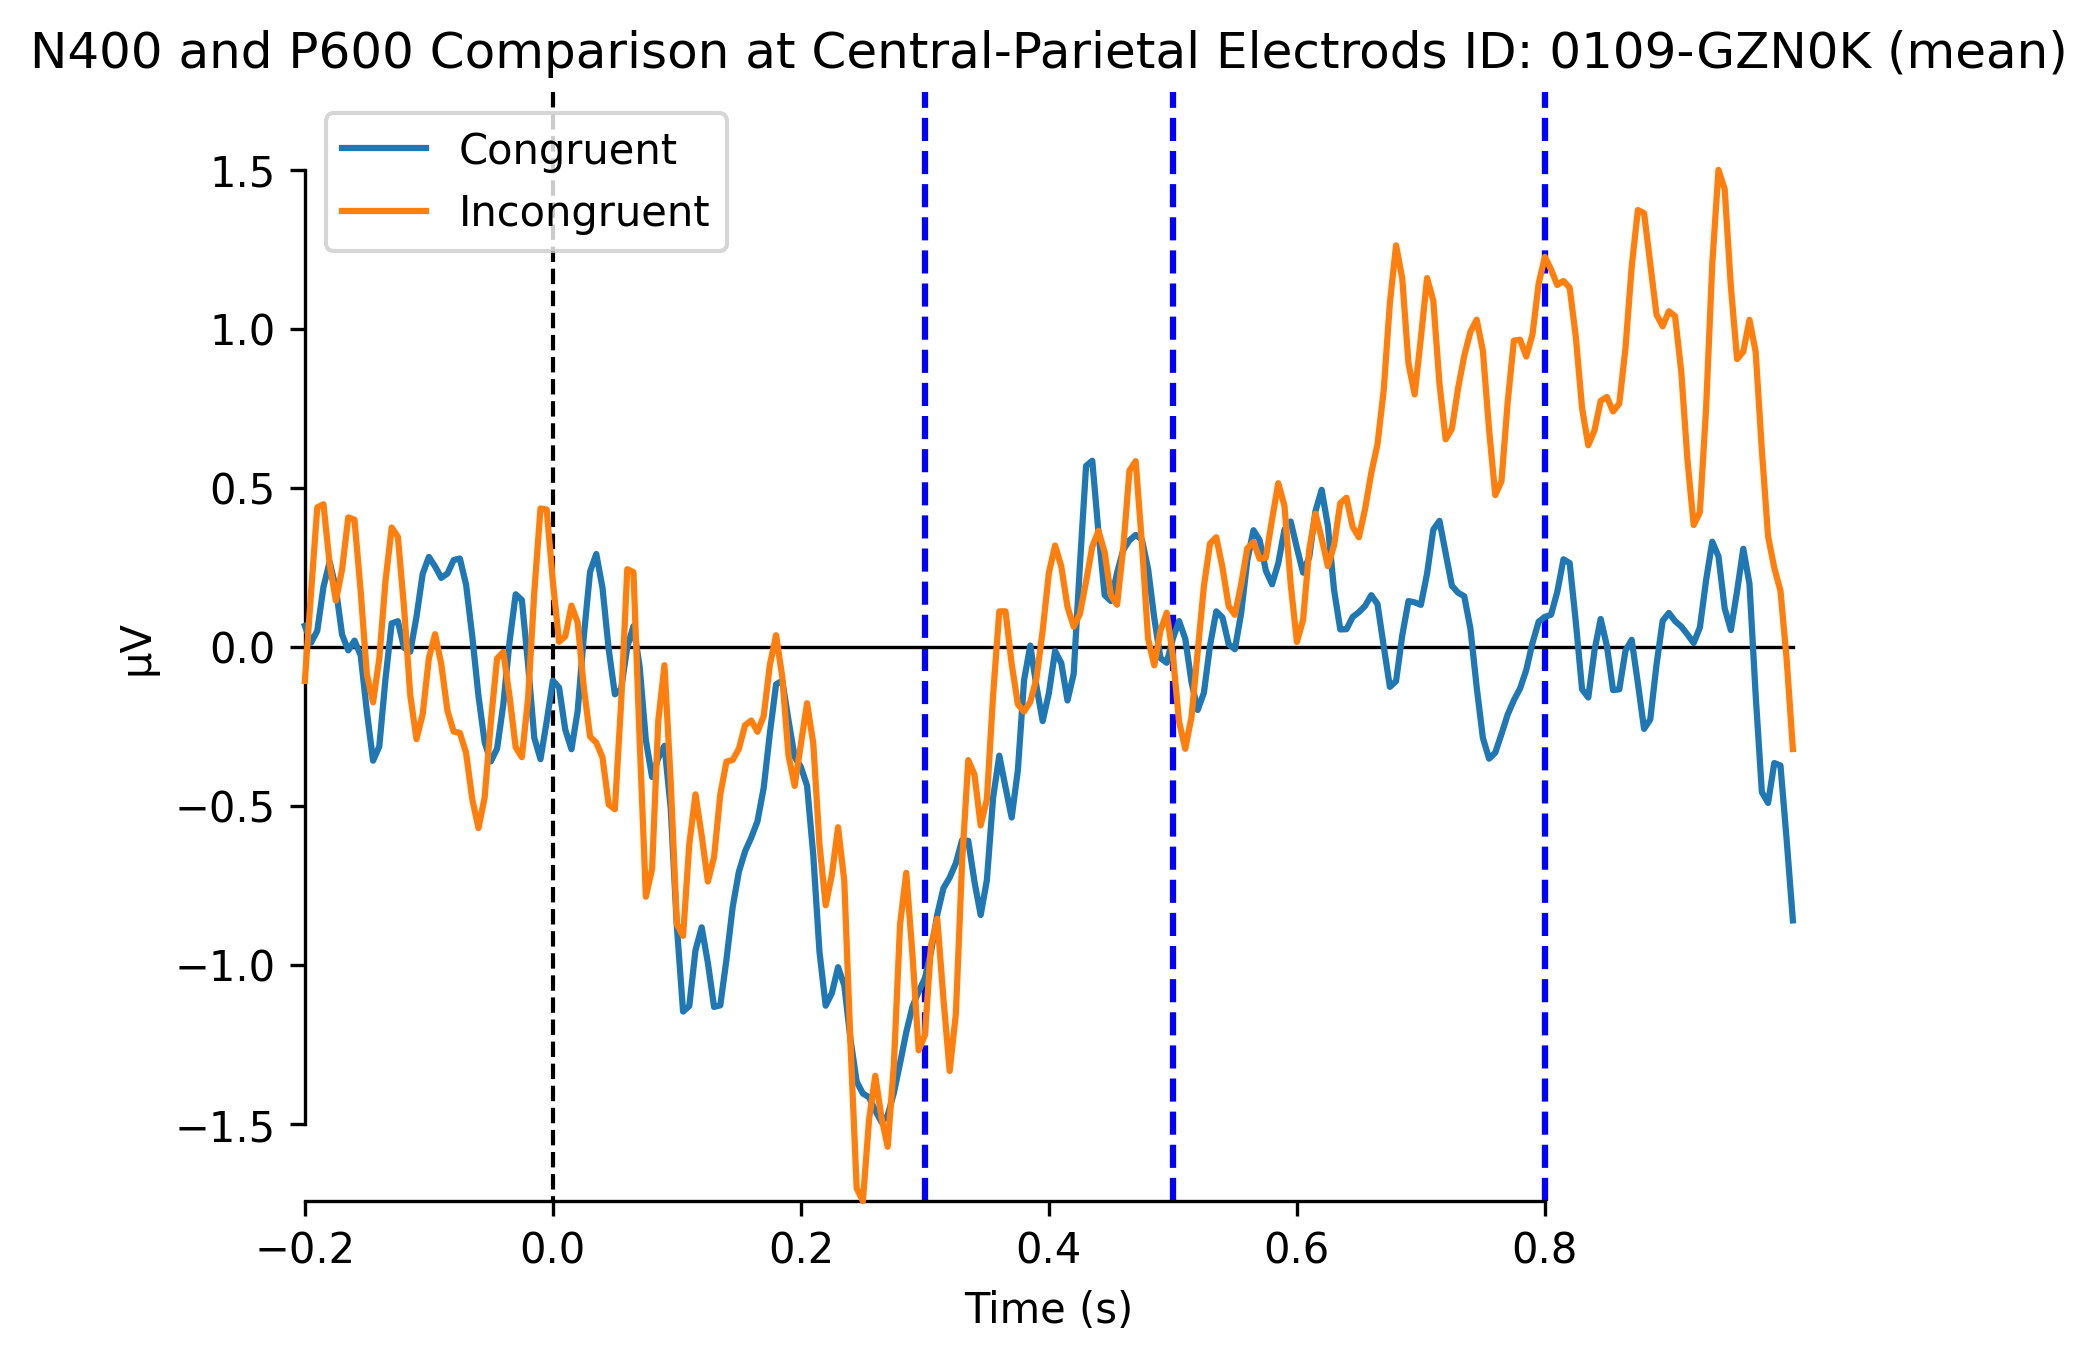 N400 and P600 Comparison at Central-Parietal Electrods ID: 0109-GZN0K (mean)
Congruent
Incongruent
1.5
1.0
0.5
0.0
−0.5
−1.0
−1.5
µV
−0.2 0.0 0.2 0.4 0.6 0.8
Time (s)